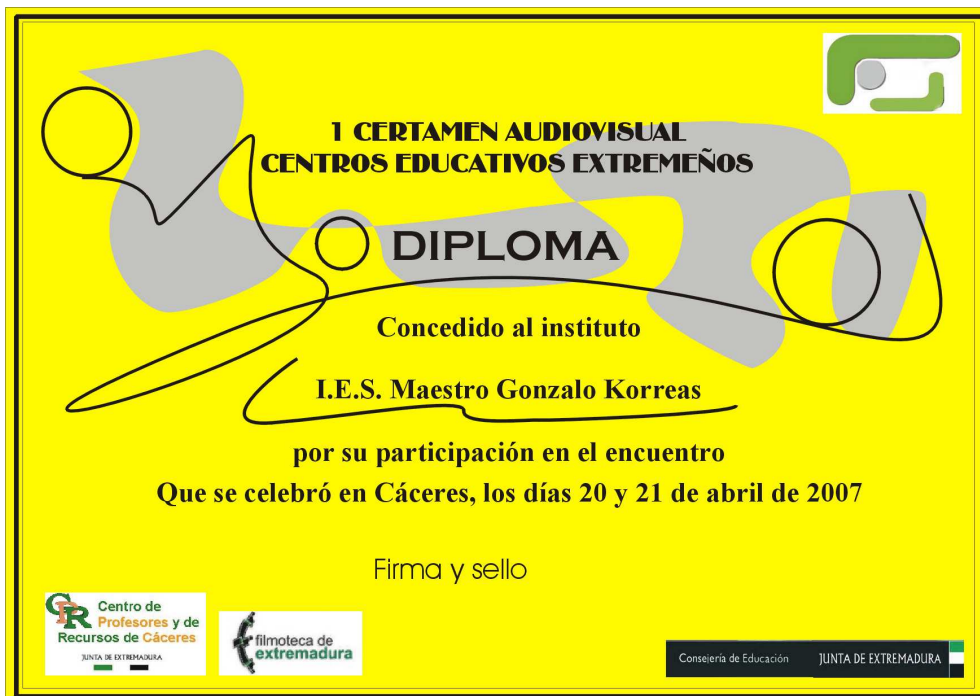 1 CERTAMEN AUDIOVISUAL
CENTROS EDUCATIVOS EXTREMEÑOS
DIPLOMA
Concedido al instituto
I.E.S. Maestro Gonzalo Korreas
por su participación en el encuentro
Que se celebró en Cáceres, los días 20 y 21 de abril de 2007
Firma y sello
CPR Centro de
Profesores y de
Recursos de Cáceres
JUNTA DE EXTREMADURA
filmoteca de
extremadura
Consejería de Educación JUNTA DE EXTREMADURA